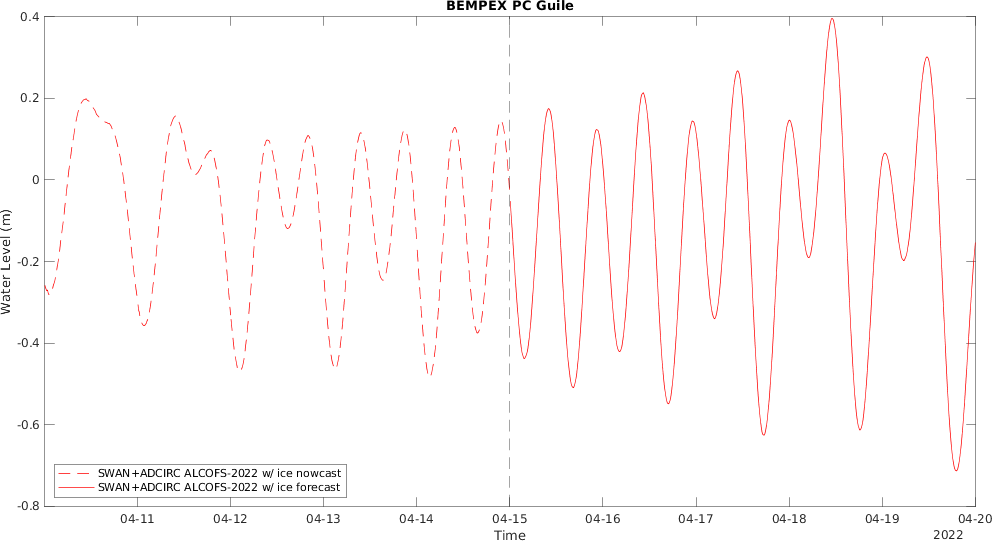 BEMPEX PC Guile
0.4
0.2
0
-0.2
-0.4
-0.6
-0.8
Water Level (m)
SWAN+ADCIRC ALCOFS-2022 w/ ice nowcast
SWAN+ADCIRC ALCOFS-2022 w/ ice forecast
04-11 04-12 04-13 04-14 04-15 04-16 04-17 04-18 04-19 04-20
Time
2022